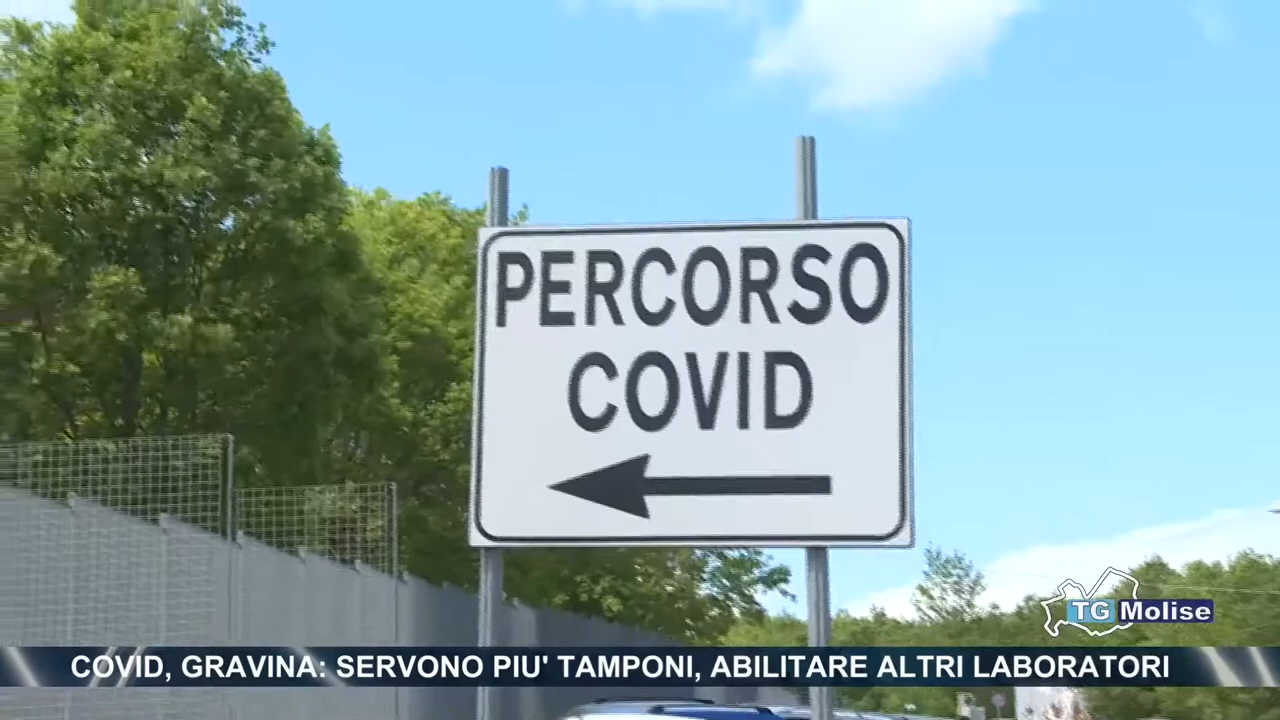 PERCORSO
COVID
TG Molise
COVID, GRAVINA: SERVONO PIU' TAMPONI, ABILITARE ALTRI LABORATORI